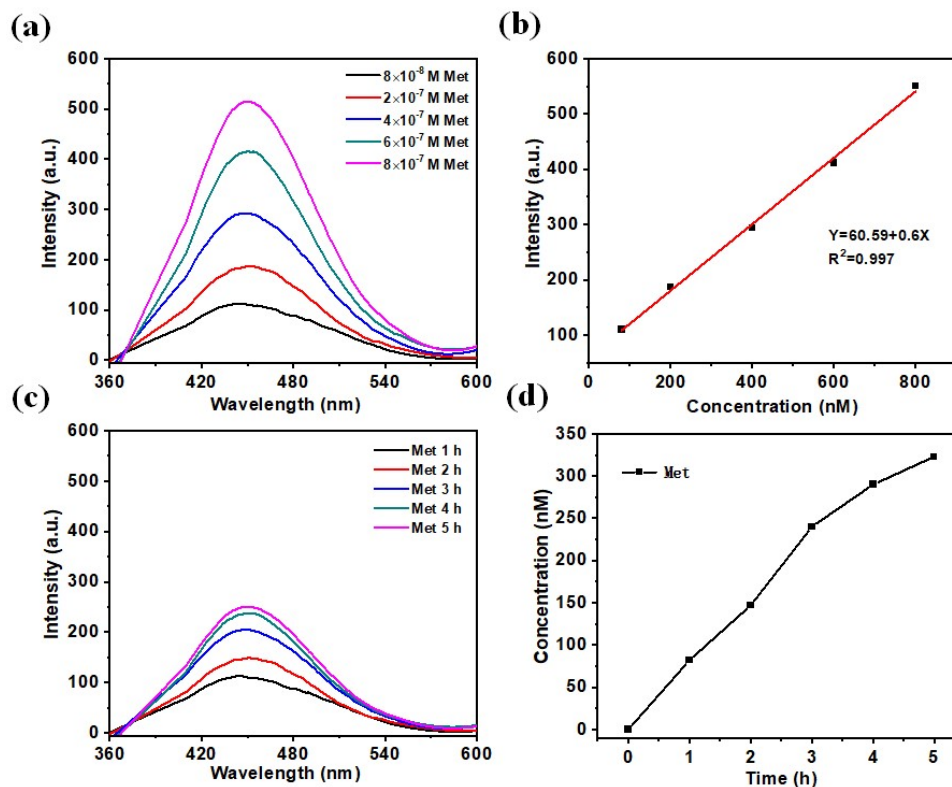 (a)
600
500
400
300
200
100
0
Intensity (a.u.)
8×10⁻⁸ M Met
2×10⁻⁷ M Met
4×10⁻⁷ M Met
6×10⁻⁷ M Met
8×10⁻⁷ M Met
360 420 480 540 600
Wavelength (nm)
(b)
600
500
400
300
200
100
Intensity (a.u.)
Y=60.59+0.6X
R²=0.997
0 200 400 600 800
Concentration (nM)
(c)
600
500
400
300
200
100
0
Intensity (a.u.)
Met 1 h
Met 2 h
Met 3 h
Met 4 h
Met 5 h
360 420 480 540 600
Wavelength (nm)
(d)
350
300
250
200
150
100
50
0
Concentration (nM)
Met
0 1 2 3 4 5
Time (h)